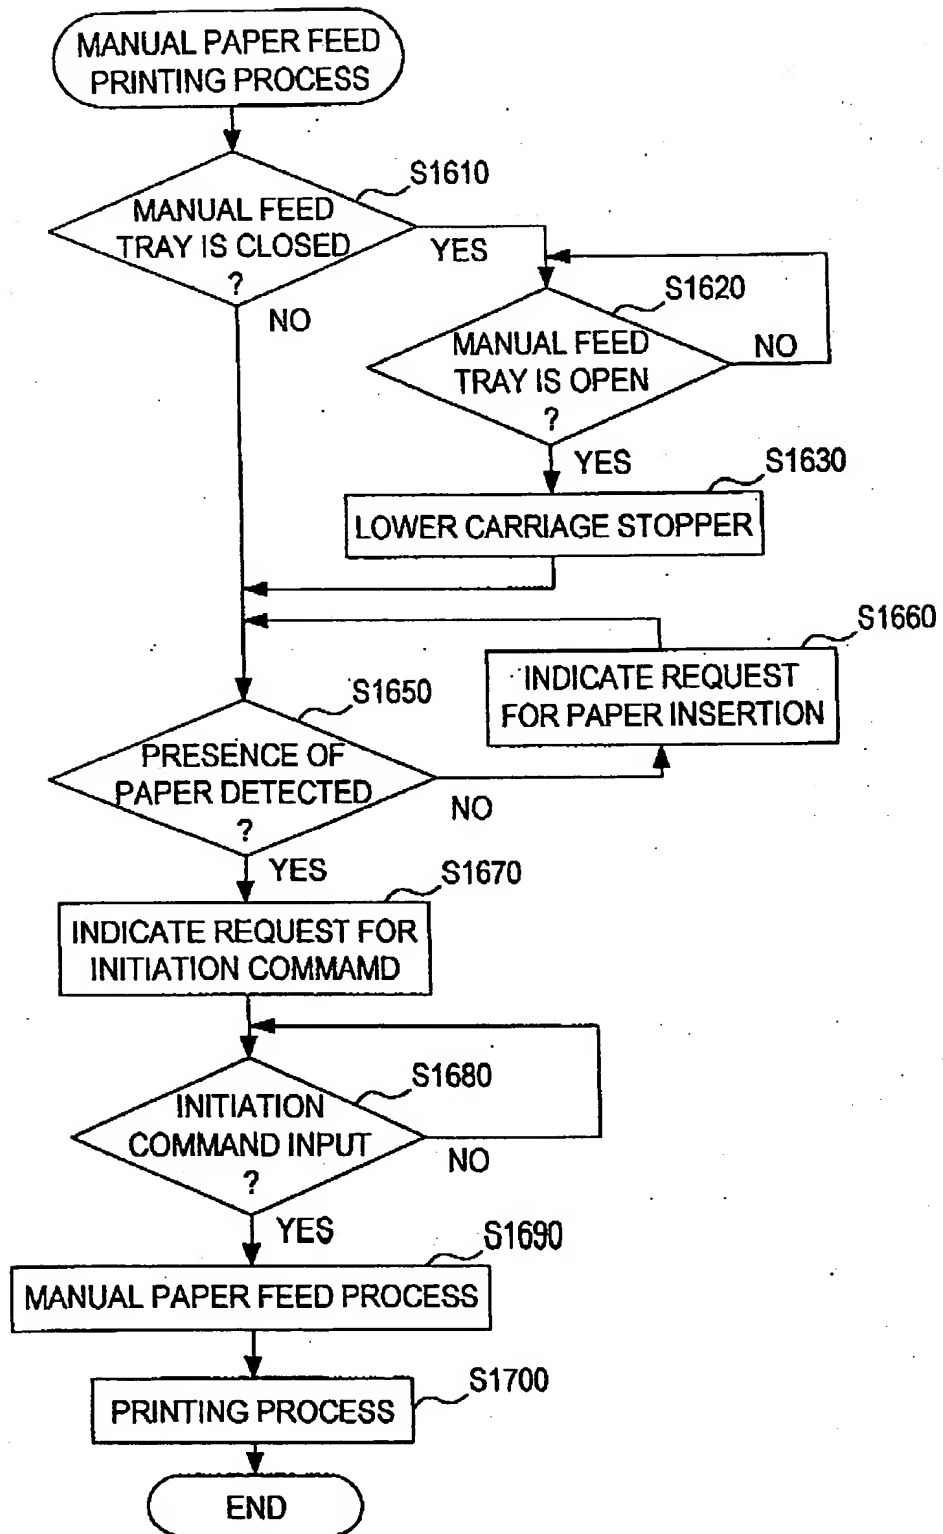 MANUAL PAPER FEED
PRINTING PROCESS
S1610
MANUAL FEED
TRAY IS CLOSED
?
YES
NO
S1620
MANUAL FEED
TRAY IS OPEN
?
NO
YES
S1630
LOWER CARRIAGE STOPPER
S1660
INDICATE REQUEST
FOR PAPER INSERTION
S1650
PRESENCE OF
PAPER DETECTED
?
NO
YES
S1670
INDICATE REQUEST FOR
INITIATION COMMAMD
S1680
INITIATION
COMMAND INPUT
?
NO
YES
S1690
MANUAL PAPER FEED PROCESS
S1700
PRINTING PROCESS
END